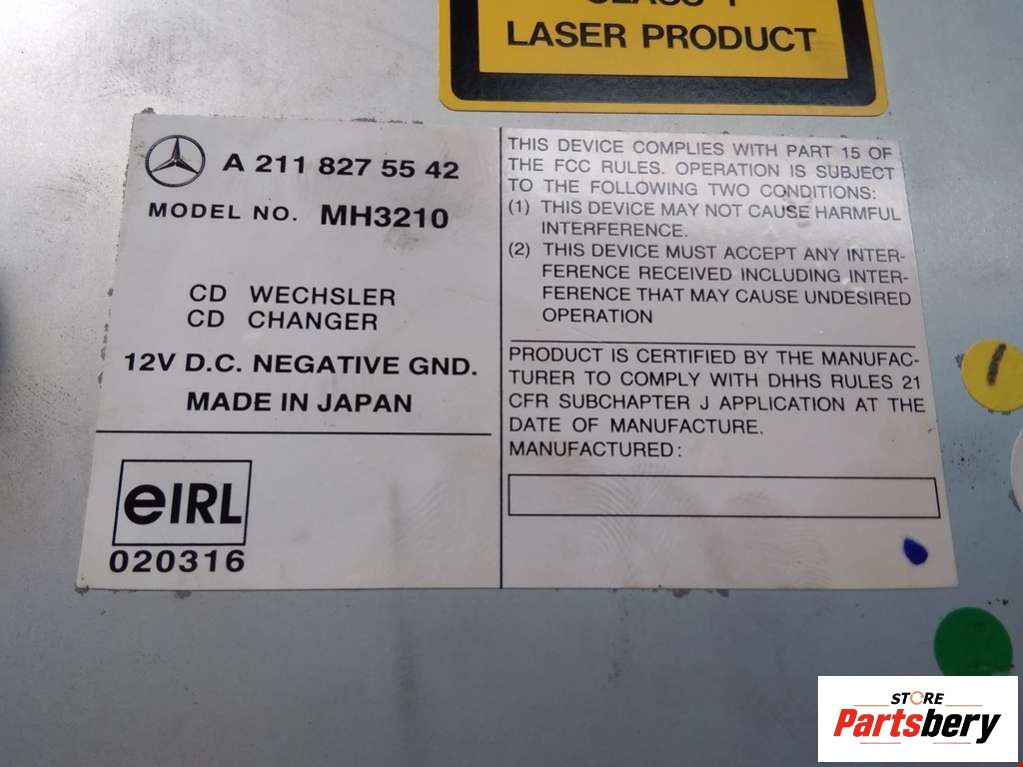 CLASS 1
LASER PRODUCT
A 211 827 55 42
MODEL NO. MH3210
CD WECHSLER
CD CHANGER
12V D.C. NEGATIVE GND.
MADE IN JAPAN
eIRL
020316
THIS DEVICE COMPLIES WITH PART 15 OF
THE FCC RULES. OPERATION IS SUBJECT
TO THE FOLLOWING TWO CONDITIONS:
(1) THIS DEVICE MAY NOT CAUSE HARMFUL
INTERFERENCE.
(2) THIS DEVICE MUST ACCEPT ANY INTER-
FERENCE RECEIVED INCLUDING INTER-
FERENCE THAT MAY CAUSE UNDESIRED
OPERATION
PRODUCT IS CERTIFIED BY THE MANUFAC-
TURER TO COMPLY WITH DHHS RULES 21
CFR SUBCHAPTER J APPLICATION AT THE
DATE OF MANUFACTURE.
MANUFACTURED:
STORE
Partsbery